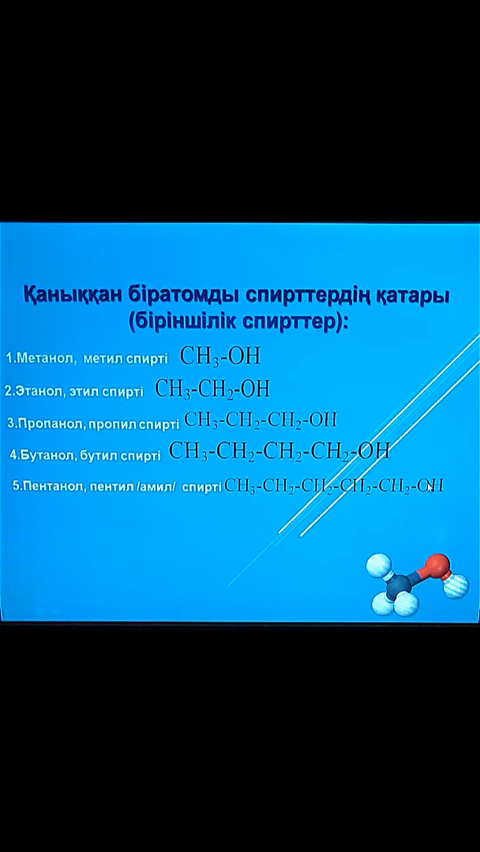 Қаныққан біратомды спирттердің қатары
(біріншілік спирттер):
1.Метанол, метил спирті CH₃-OH
2.Этанол, этил спирті CH₃-CH₂-OH
3.Пропанол, пропил спирті CH₃-CH₂-CH₂-OH
4.Бутанол, бутил спирті CH₃-CH₂-CH₂-CH₂-OH
5.Пентанол, пентил /амил/ спирті CH₃-CH₂-CH₂-CH₂-CH₂-OH